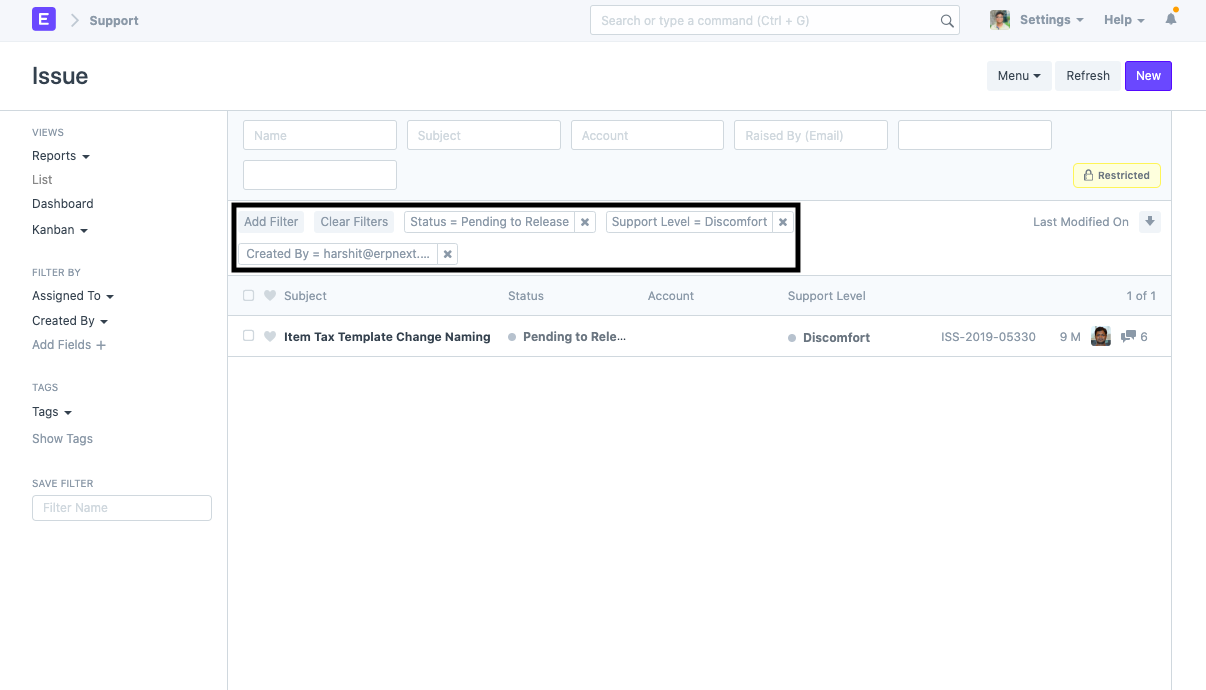 E Support Search or type a command (Ctrl + G) Settings Help
Issue Menu Refresh New
VIEWS
Reports
List
Dashboard
Kanban
FILTER BY
Assigned To
Created By
Add Fields +
TAGS
Tags
Show Tags
SAVE FILTER
Filter Name
Name Subject Account Raised By (Email)
Restricted
Add Filter Clear Filters Status = Pending to Release Support Level = Discomfort Last Modified On
Created By = harshit@erpnext....
Subject Status Account Support Level 1 of 1
Item Tax Template Change Naming Pending to Rele... Discomfort ISS-2019-05330 9 M 6